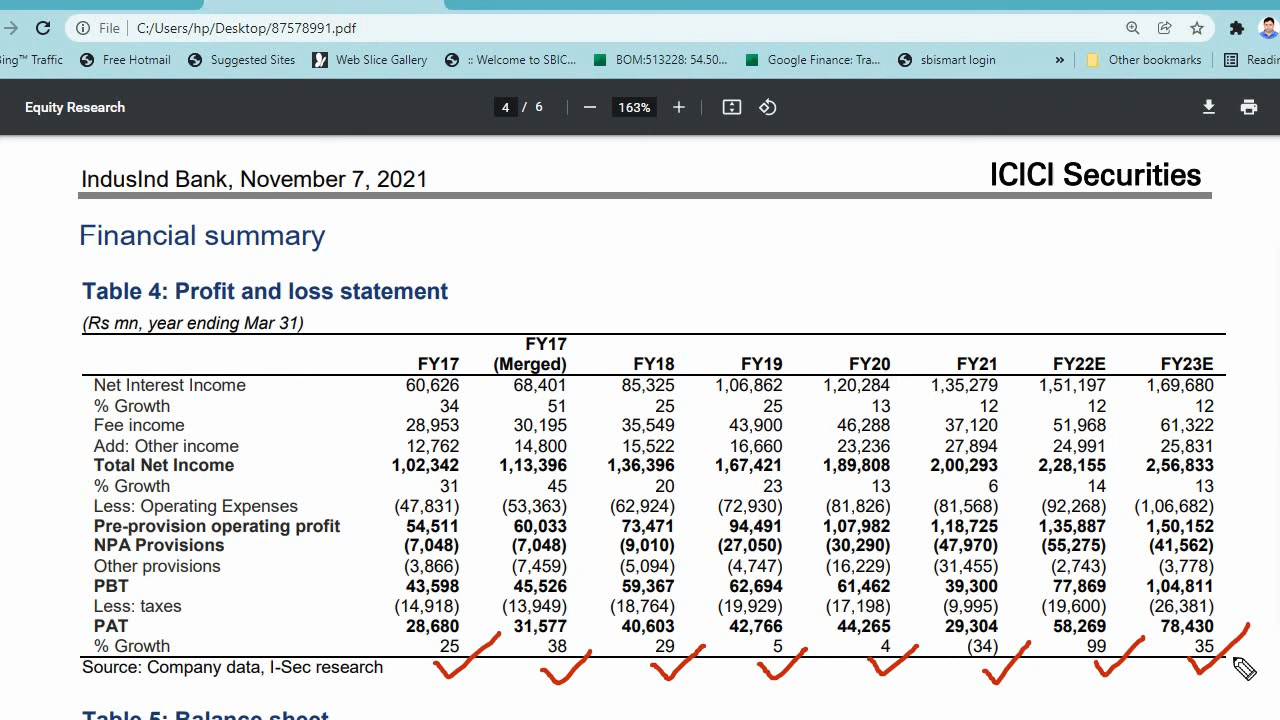 File | C:/Users/hp/Desktop/87578991.pdf
Bing™ Traffic Free Hotmail Suggested Sites Web Slice Gallery :: Welcome to SBIC... BOM:513228: 54.50... Google Finance: Tra... sbismart login » Other bookmarks
Equity Research 4 / 6 163%
IndusInd Bank, November 7, 2021 ICICI Securities
Financial summary
Table 4: Profit and loss statement
(Rs mn, year ending Mar 31)
FY17 FY17 (Merged) FY18 FY19 FY20 FY21 FY22E FY23E
Net Interest Income 60,626 68,401 85,325 1,06,862 1,20,284 1,35,279 1,51,197 1,69,680
% Growth 34 51 25 25 13 12 12 12
Fee income 28,953 30,195 35,549 43,900 46,288 37,120 51,968 61,322
Add: Other income 12,762 14,800 15,522 16,660 23,236 27,894 24,991 25,831
Total Net Income 1,02,342 1,13,396 1,36,396 1,67,421 1,89,808 2,00,293 2,28,155 2,56,833
% Growth 31 45 20 23 13 6 14 13
Less: Operating Expenses (47,831) (53,363) (62,924) (72,930) (81,826) (81,568) (92,268) (1,06,682)
Pre-provision operating profit 54,511 60,033 73,471 94,491 1,07,982 1,18,725 1,35,887 1,50,152
NPA Provisions (7,048) (7,048) (9,010) (27,050) (30,290) (47,970) (55,275) (41,562)
Other provisions (3,866) (7,459) (5,094) (4,747) (16,229) (31,455) (2,743) (3,778)
PBT 43,598 45,526 59,367 62,694 61,462 39,300 77,869 1,04,811
Less: taxes (14,918) (13,949) (18,764) (19,929) (17,198) (9,995) (19,600) (26,381)
PAT 28,680 31,577 40,603 42,766 44,265 29,304 58,269 78,430
% Growth 25 38 29 5 4 (34) 99 35
Source: Company data, I-Sec research
Table 5: Balance sheet